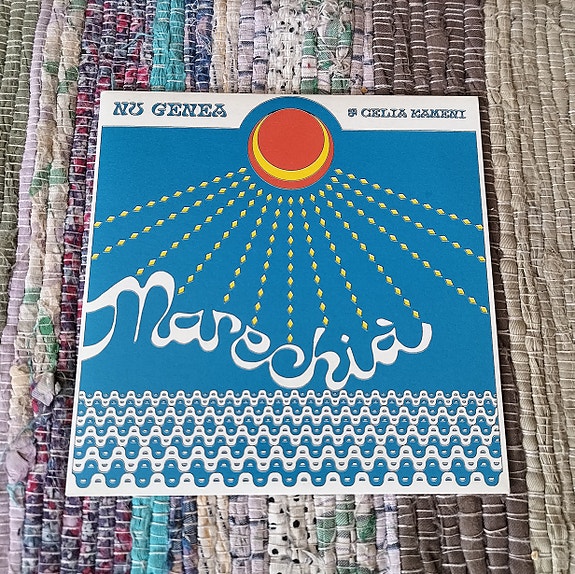 NU GENEA
& CELIA KAMENI
Marechià